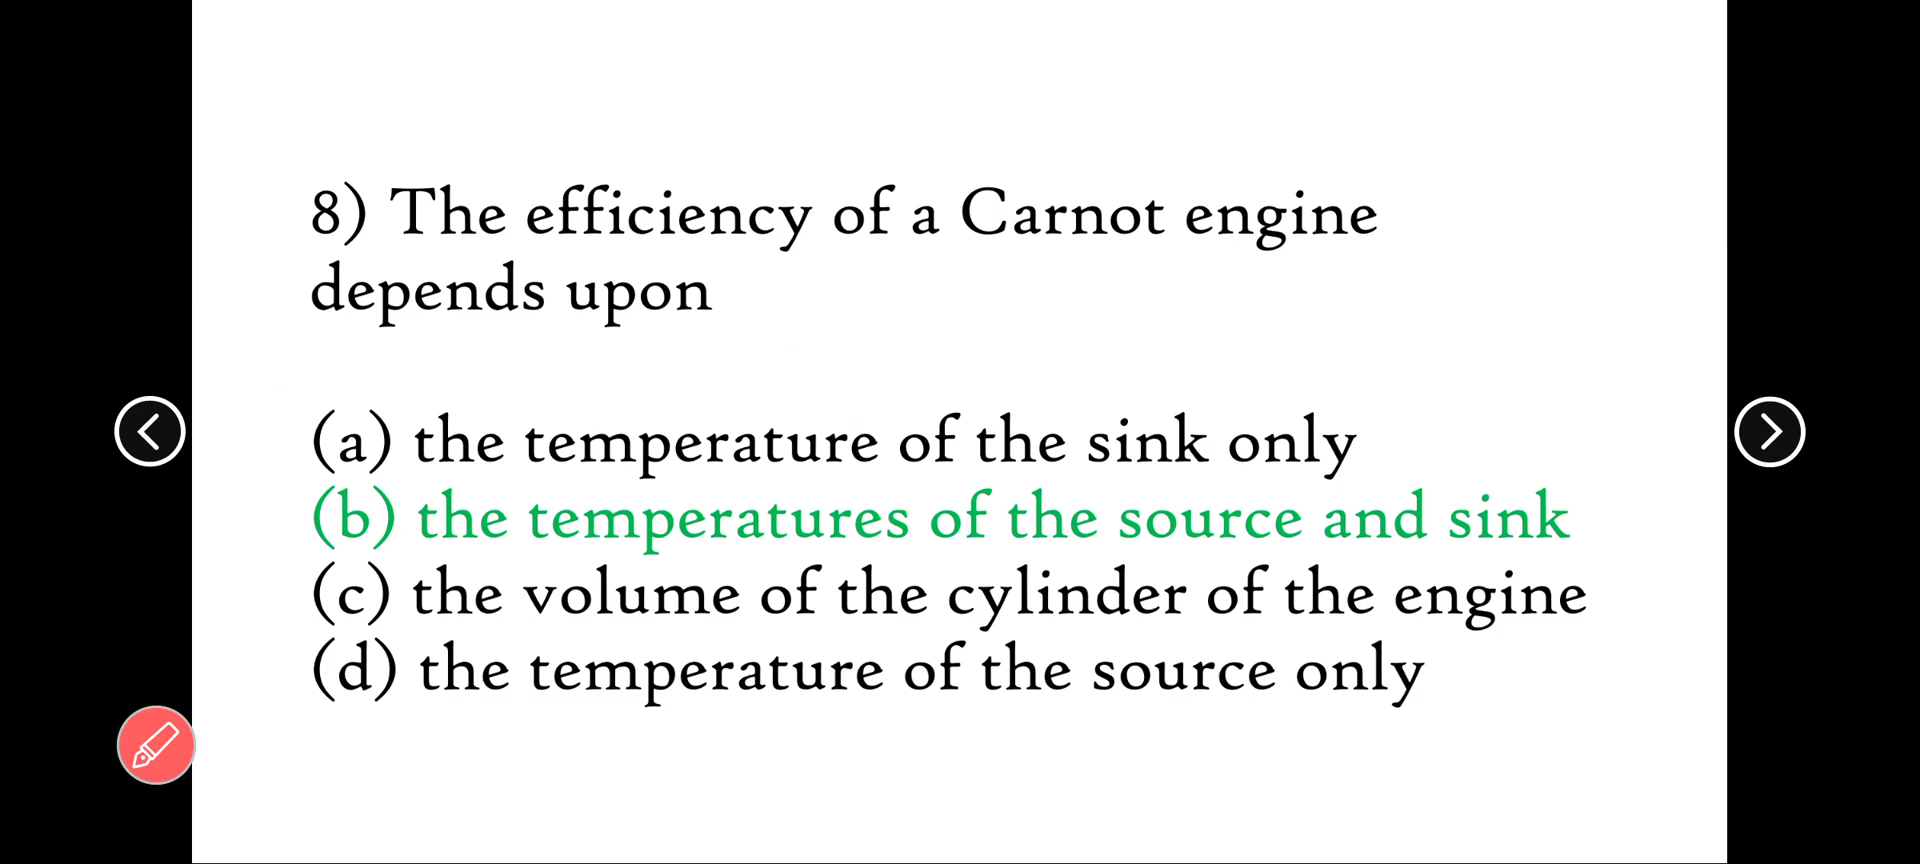 8) The efficiency of a Carnot engine
depends upon
(a) the temperature of the sink only
(b) the temperatures of the source and sink
(c) the volume of the cylinder of the engine
(d) the temperature of the source only